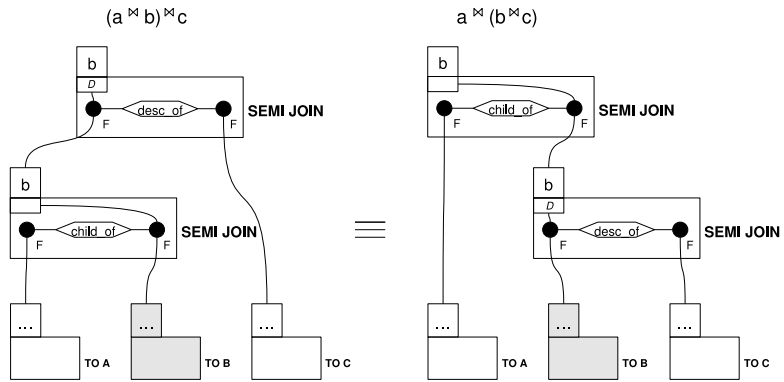 (a ⋈ b) ⋈ c
a ⋈ (b ⋈ c)
b
D
desc_of
F
F
SEMI JOIN
b
child_of
F
F
SEMI JOIN
b
child_of
F
F
SEMI JOIN
b
D
desc_of
F
F
SEMI JOIN
...
TO A
...
TO B
...
TO C
...
TO A
...
TO B
...
TO C